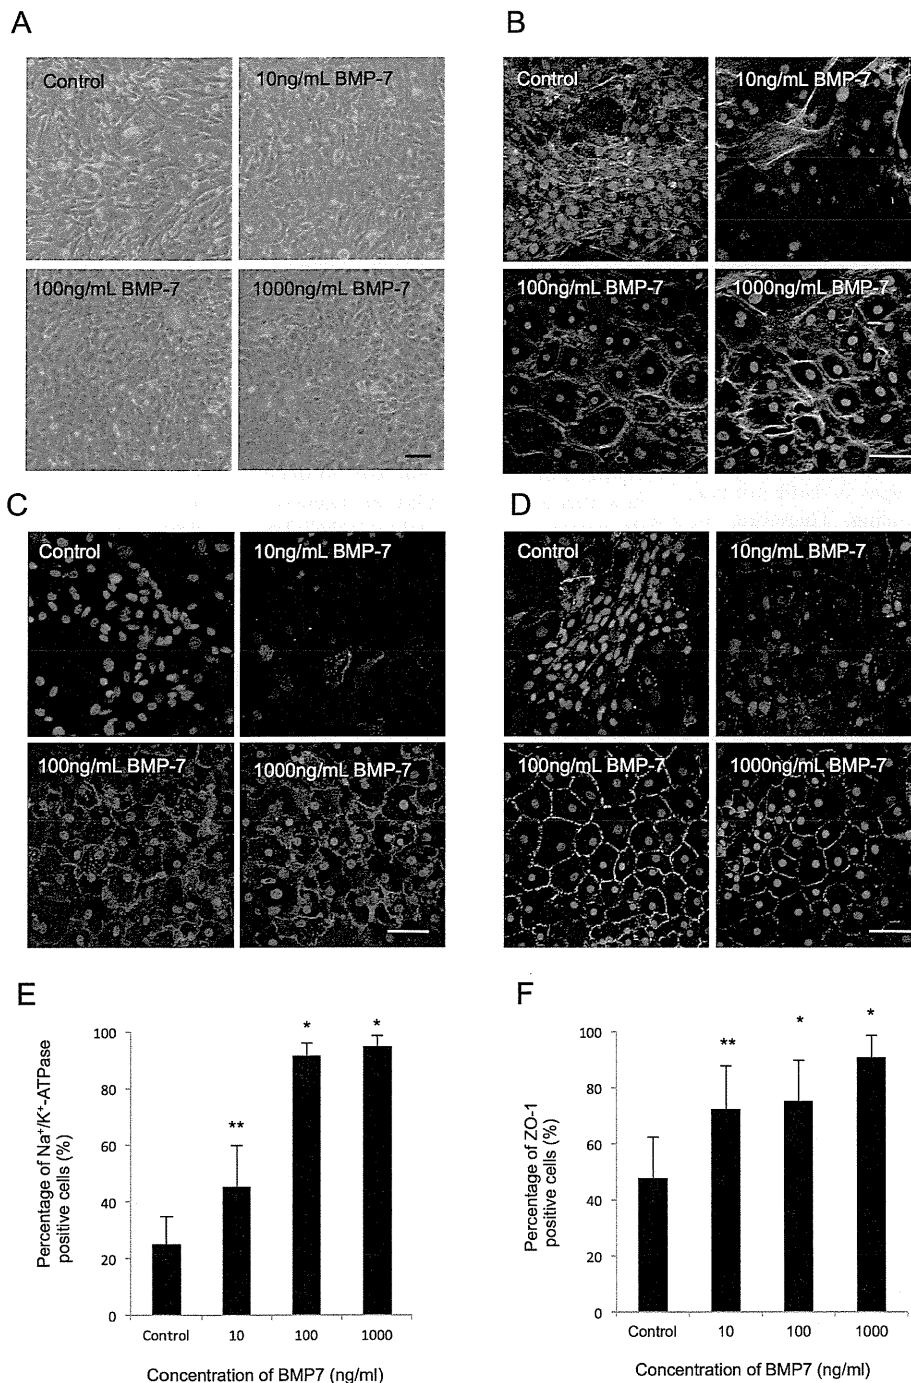 A
B
Control
10ng/mL BMP-7
Control
10ng/mL BMP-7
100ng/mL BMP-7
1000ng/mL BMP-7
100ng/mL BMP-7
1000ng/mL BMP-7
C
D
Control
10ng/mL BMP-7
Control
10ng/mL BMP-7
100ng/mL BMP-7
1000ng/mL BMP-7
100ng/mL BMP-7
1000ng/mL BMP-7
E
Percentage of Na⁺/K⁺-ATPase
positive cells (%)
100
80
60
40
20
0
**
*
*
Control
10
100
1000
Concentration of BMP7 (ng/ml)
F
Percentage of ZO-1
positive cells (%)
100
80
60
40
20
0
**
*
*
Control
10
100
1000
Concentration of BMP7 (ng/ml)